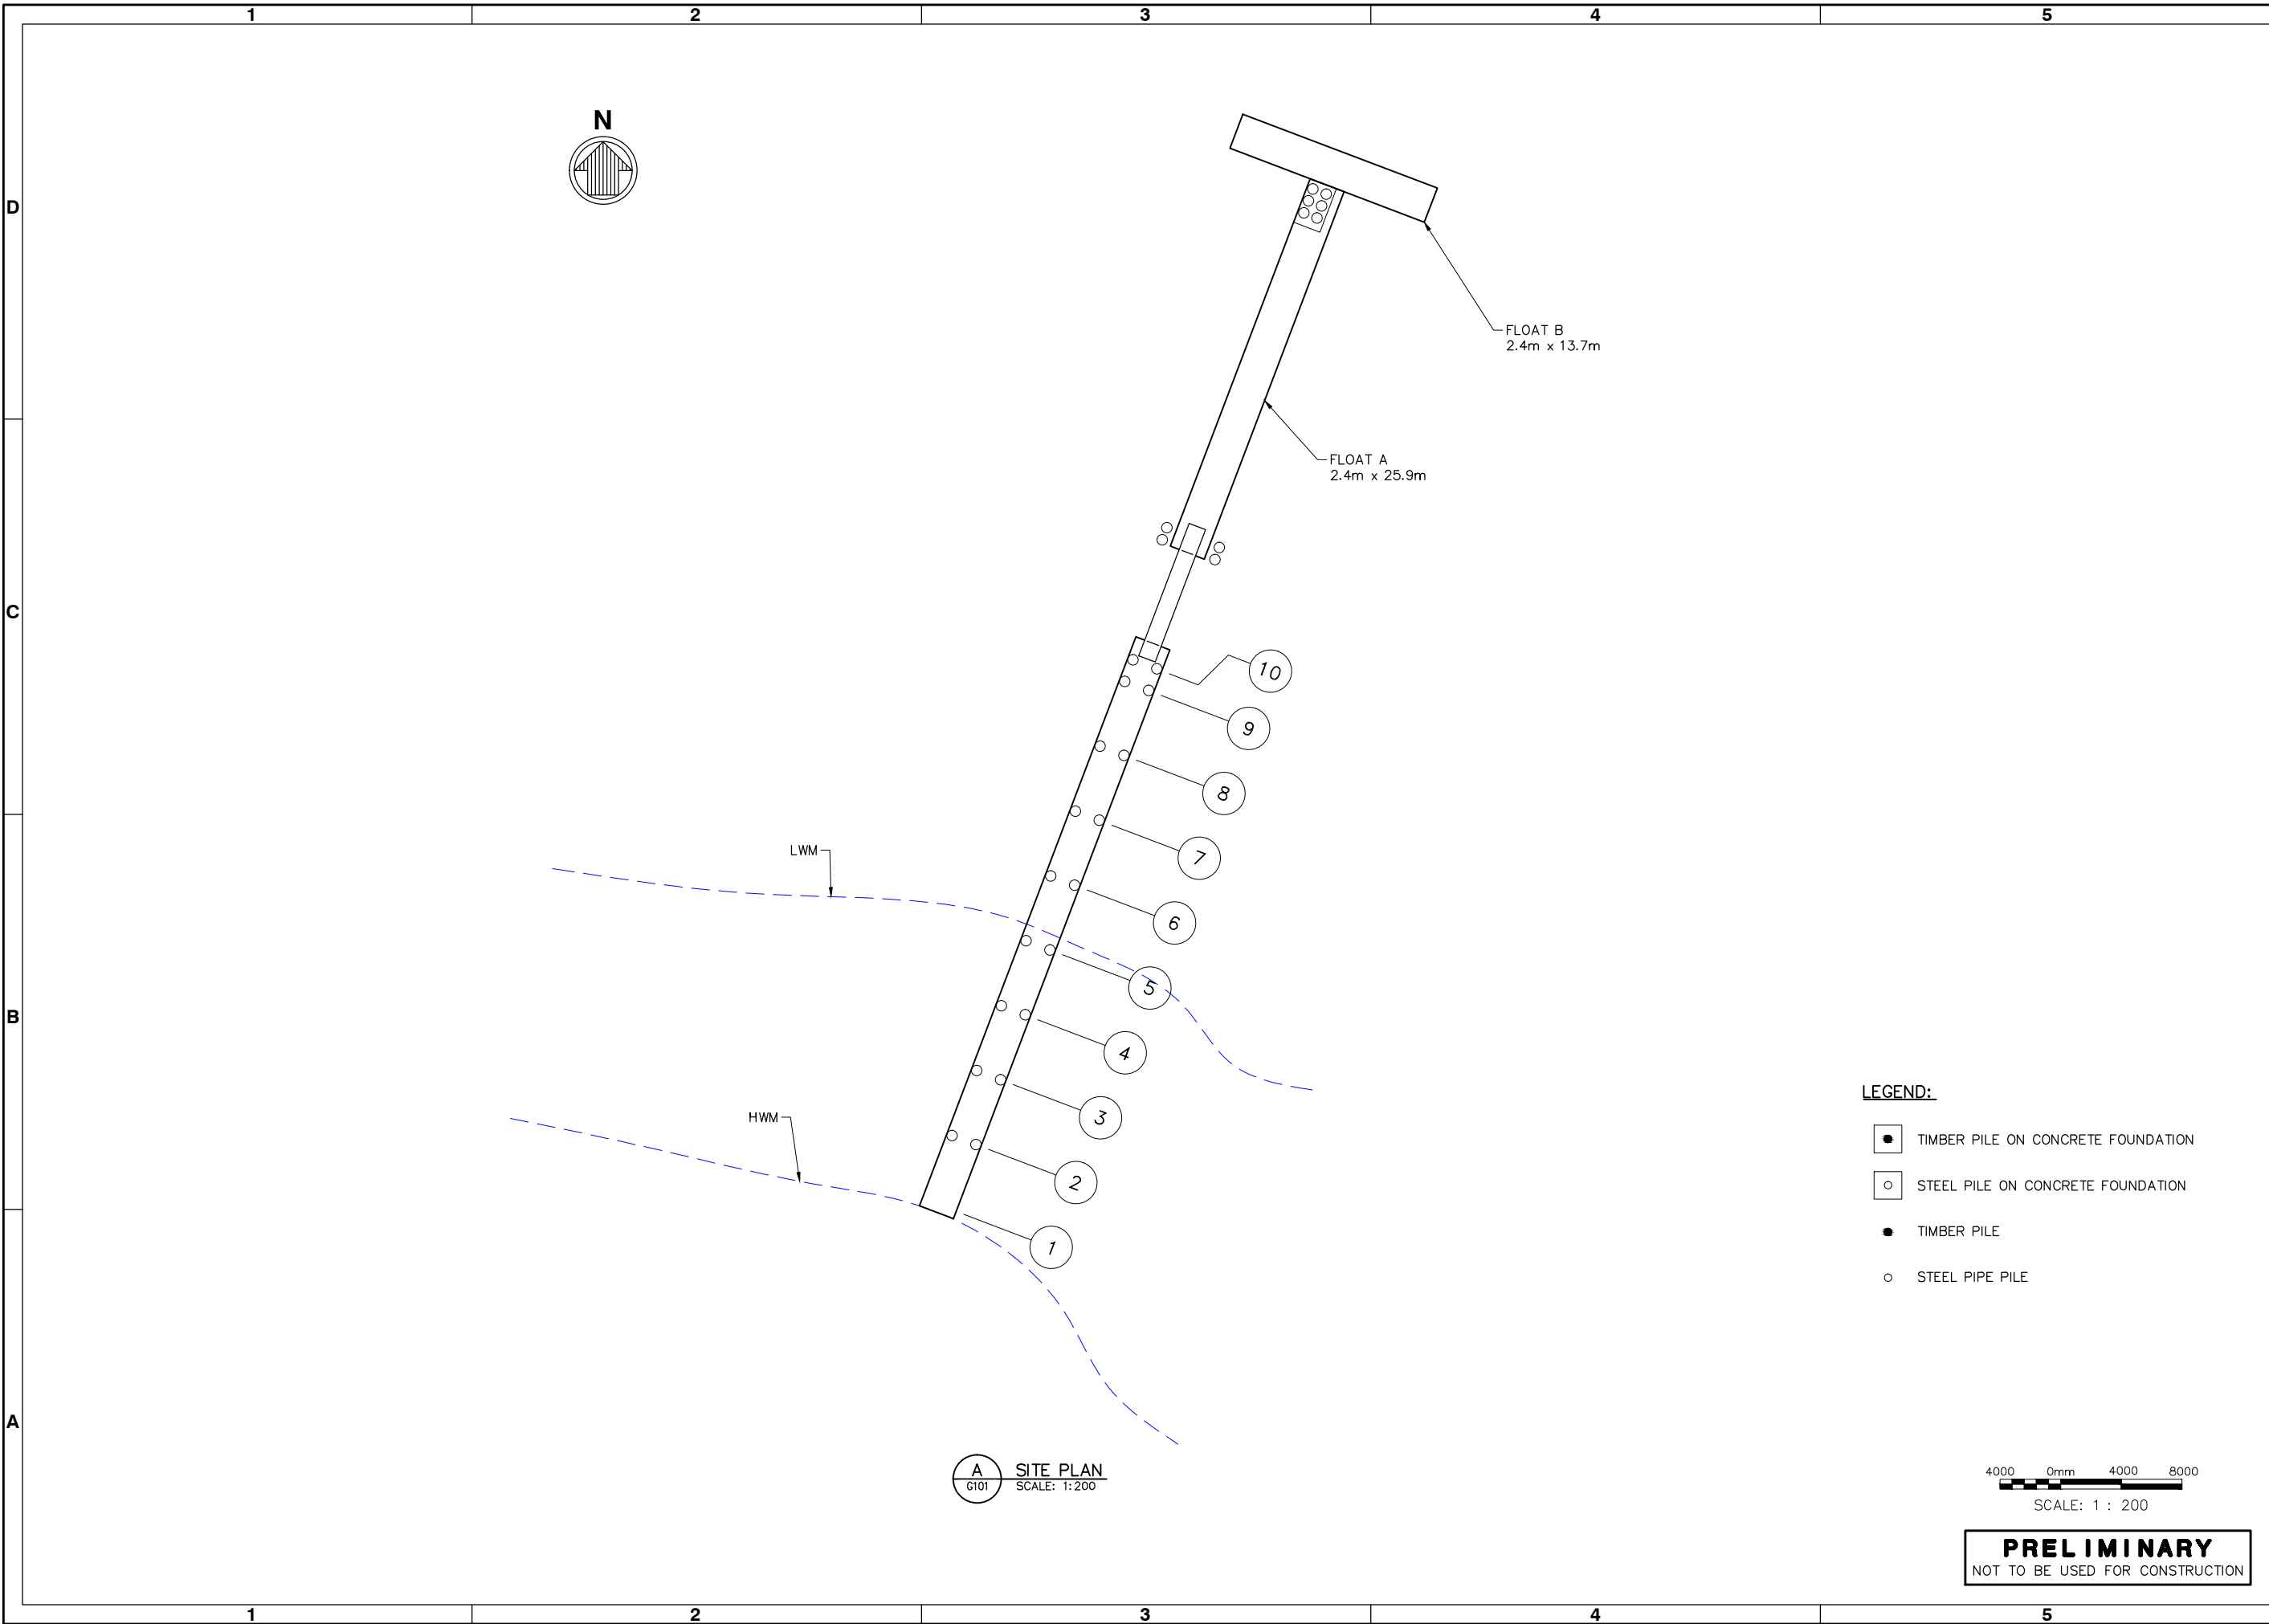 1 2 3 4 5
N
D
FLOAT B
2.4m x 13.7m
FLOAT A
2.4m x 25.9m
C
10
9
8
7
LWM
6
5
B
4
3
HWM
2
1
LEGEND:
TIMBER PILE ON CONCRETE FOUNDATION
STEEL PILE ON CONCRETE FOUNDATION
TIMBER PILE
STEEL PIPE PILE
A
A
G101
SITE PLAN
SCALE: 1:200
4000 0mm 4000 8000
SCALE: 1 : 200
PRELIMINARY
NOT TO BE USED FOR CONSTRUCTION
1 2 3 4 5